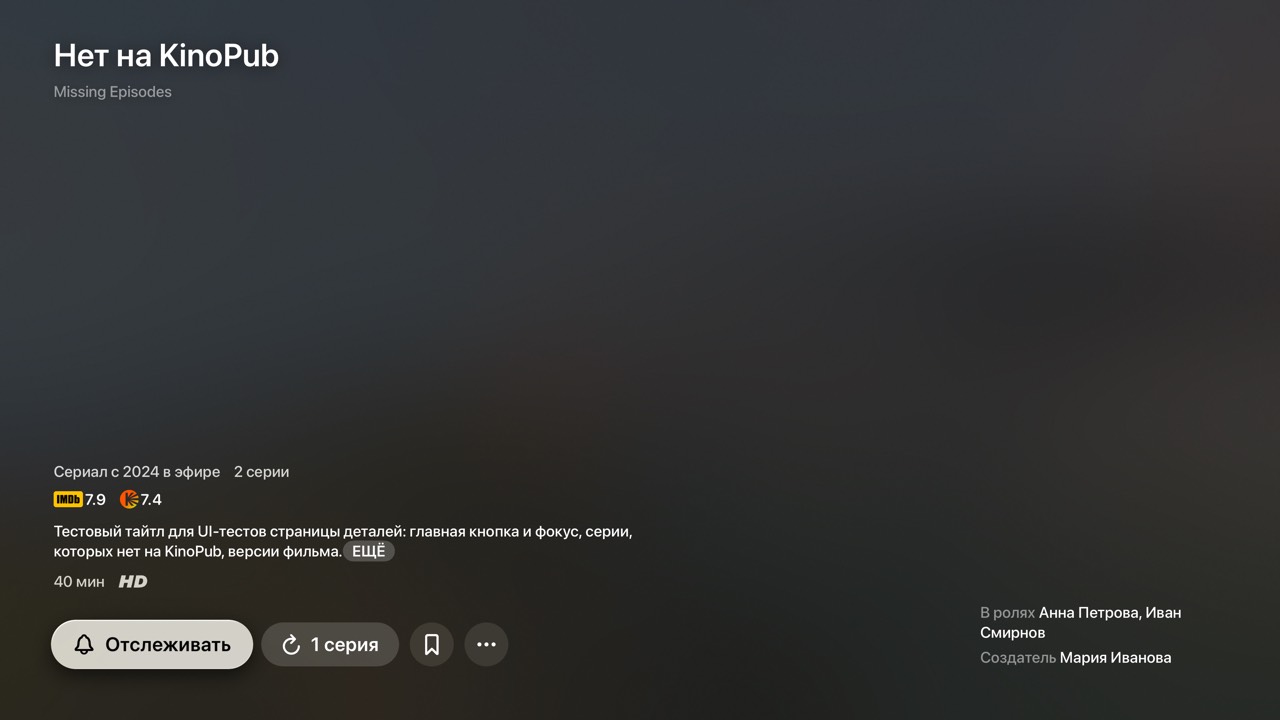 Нет на KinoPub
Missing Episodes
Сериал с 2024 в эфире 2 серии
IMDb 7.9 7.4
Тестовый тайтл для UI-тестов страницы деталей: главная кнопка и фокус, серии,
которых нет на KinoPub, версии фильма. ЕЩЁ
40 мин HD
Отслеживать 1 серия
В ролях Анна Петрова, Иван
Смирнов
Создатель Мария Иванова